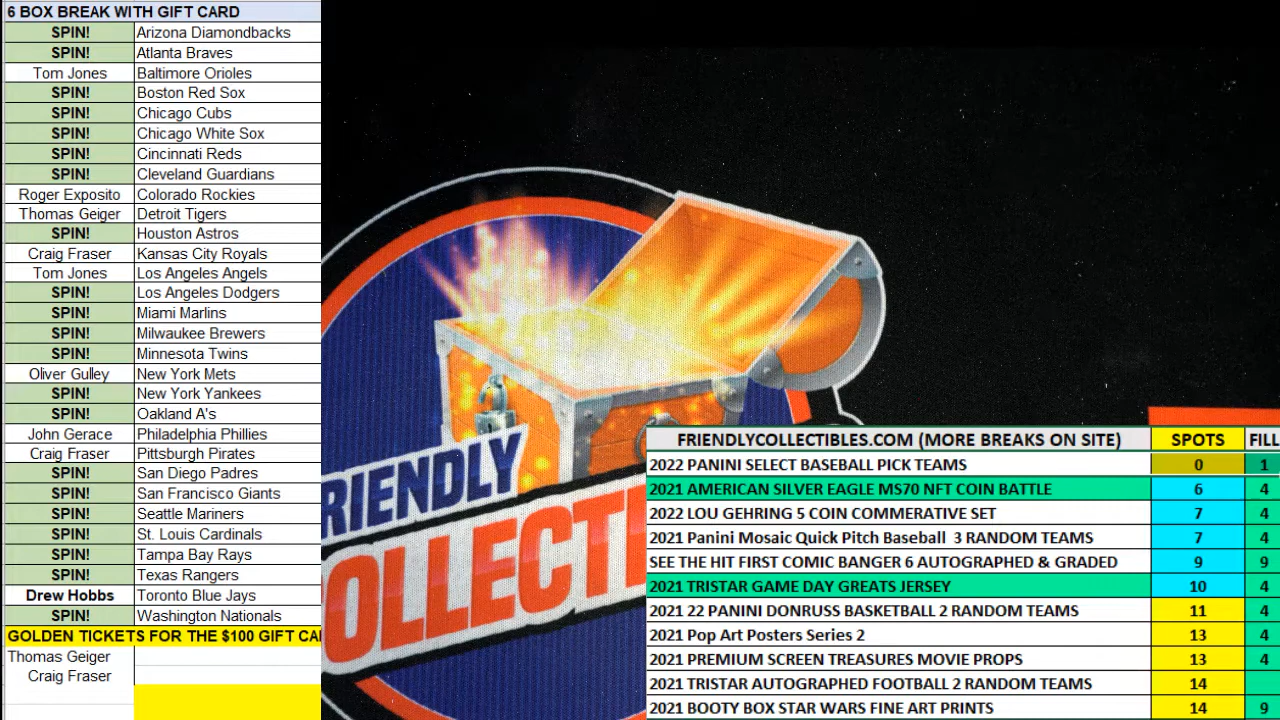 6 BOX BREAK WITH GIFT CARD
SPIN! Arizona Diamondbacks
SPIN! Atlanta Braves
Tom Jones Baltimore Orioles
SPIN! Boston Red Sox
SPIN! Chicago Cubs
SPIN! Chicago White Sox
SPIN! Cincinnati Reds
SPIN! Cleveland Guardians
Roger Exposito Colorado Rockies
Thomas Geiger Detroit Tigers
SPIN! Houston Astros
Craig Fraser Kansas City Royals
Tom Jones Los Angeles Angels
SPIN! Los Angeles Dodgers
SPIN! Miami Marlins
SPIN! Milwaukee Brewers
SPIN! Minnesota Twins
Oliver Gulley New York Mets
SPIN! New York Yankees
SPIN! Oakland A's
John Gerace Philadelphia Phillies
Craig Fraser Pittsburgh Pirates
SPIN! San Diego Padres
SPIN! San Francisco Giants
SPIN! Seattle Mariners
SPIN! St. Louis Cardinals
SPIN! Tampa Bay Rays
SPIN! Texas Rangers
Drew Hobbs Toronto Blue Jays
SPIN! Washington Nationals
GOLDEN TICKETS FOR THE $100 GIFT CA
Thomas Geiger
Craig Fraser
RIENDLY
OLLECTI
FRIENDLYCOLLECTIBLES.COM (MORE BREAKS ON SITE) SPOTS FILL
2022 PANINI SELECT BASEBALL PICK TEAMS 0 1
2021 AMERICAN SILVER EAGLE MS70 NFT COIN BATTLE 6 4
2022 LOU GEHRING 5 COIN COMMERATIVE SET 7 4
2021 Panini Mosaic Quick Pitch Baseball 3 RANDOM TEAMS 7 4
SEE THE HIT FIRST COMIC BANGER 6 AUTOGRAPHED & GRADED 9 9
2021 TRISTAR GAME DAY GREATS JERSEY 10 4
2021 22 PANINI DONRUSS BASKETBALL 2 RANDOM TEAMS 11 4
2021 Pop Art Posters Series 2 13 4
2021 PREMIUM SCREEN TREASURES MOVIE PROPS 13 4
2021 TRISTAR AUTOGRAPHED FOOTBALL 2 RANDOM TEAMS 14
2021 BOOTY BOX STAR WARS FINE ART PRINTS 14 9